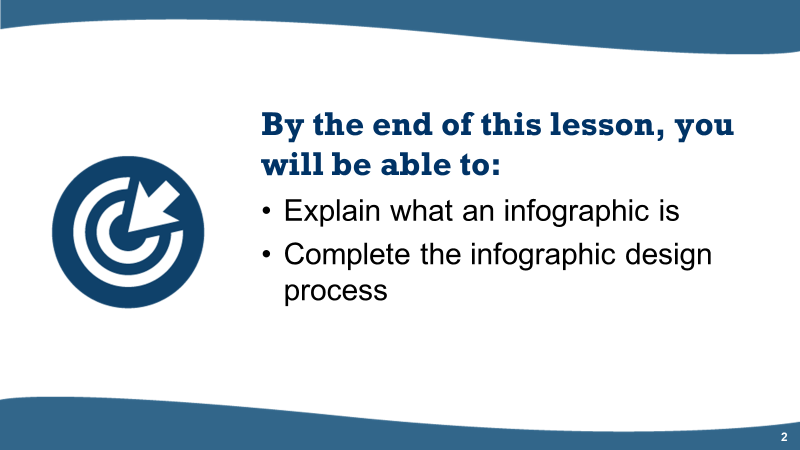 By the end of this lesson, you
will be able to:
• Explain what an infographic is
• Complete the infographic design
process
2